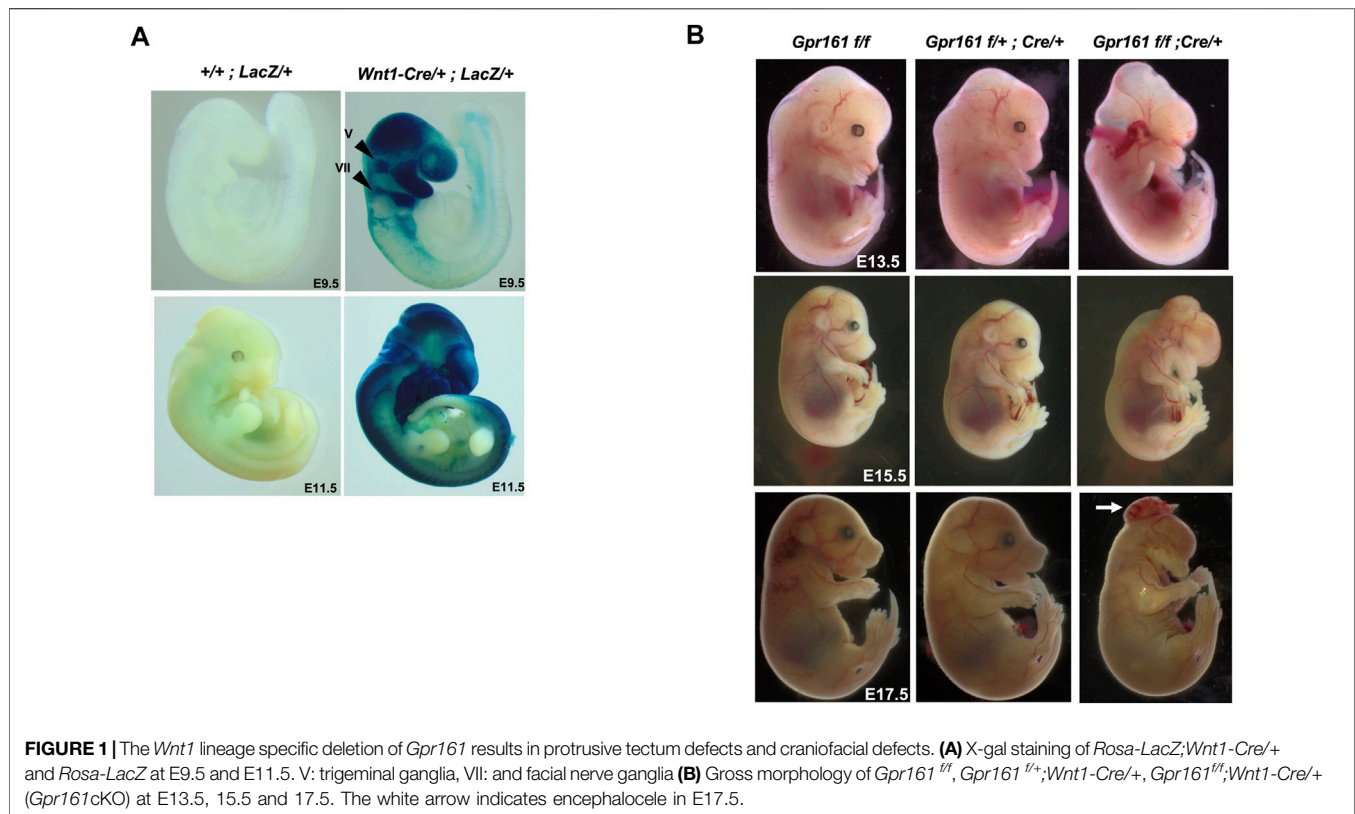 A
+/+ ; LacZ/+
Wnt1-Cre/+ ; LacZ/+
V
VII
E9.5
E9.5
E11.5
E11.5
B
Gpr161 f/f
Gpr161 f/+ ; Cre/+
Gpr161 f/f ;Cre/+
E13.5
E15.5
E17.5
FIGURE 1 | The Wnt1 lineage specific deletion of Gpr161 results in protrusive tectum defects and craniofacial defects. (A) X-gal staining of Rosa-LacZ;Wnt1-Cre/+
and Rosa-LacZ at E9.5 and E11.5. V: trigeminal ganglia, VII: and facial nerve ganglia (B) Gross morphology of Gpr161 f/f, Gpr161 f/+;Wnt1-Cre/+, Gpr161f/f;Wnt1-Cre/+
(Gpr161cKO) at E13.5, 15.5 and 17.5. The white arrow indicates encephalocele in E17.5.